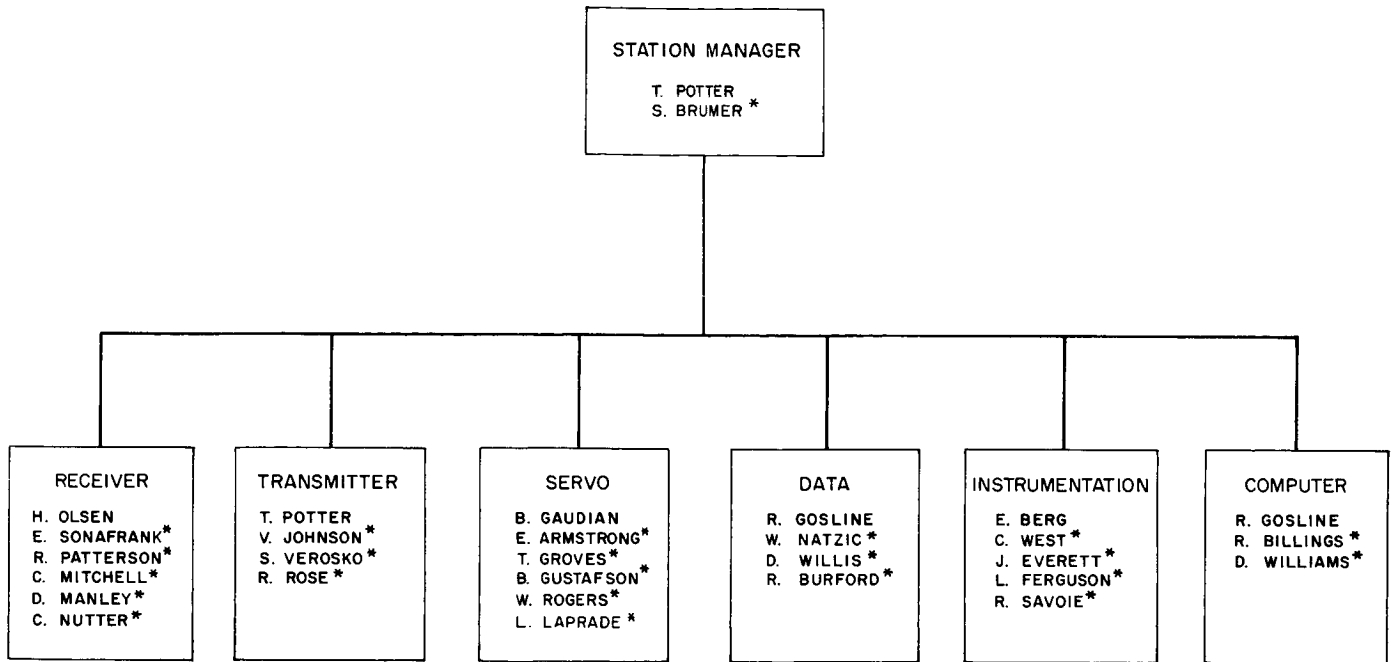 STATION MANAGER
T. POTTER
S. BRUMER *
RECEIVER
H. OLSEN
E. SONAFRANK*
R. PATTERSON*
C. MITCHELL*
D. MANLEY*
C. NUTTER*
TRANSMITTER
T. POTTER
V. JOHNSON*
S. VEROSKO*
R. ROSE*
SERVO
B. GAUDIAN
E. ARMSTRONG*
T. GROVES*
B. GUSTAFSON*
W. ROGERS*
L. LAPRADE *
DATA
R. GOSLINE
W. NATZIC*
D. WILLIS*
R. BURFORD*
INSTRUMENTATION
E. BERG
C. WEST*
J. EVERETT*
L. FERGUSON*
R. SAVOIE*
COMPUTER
R. GOSLINE
R. BILLINGS*
D. WILLIAMS*